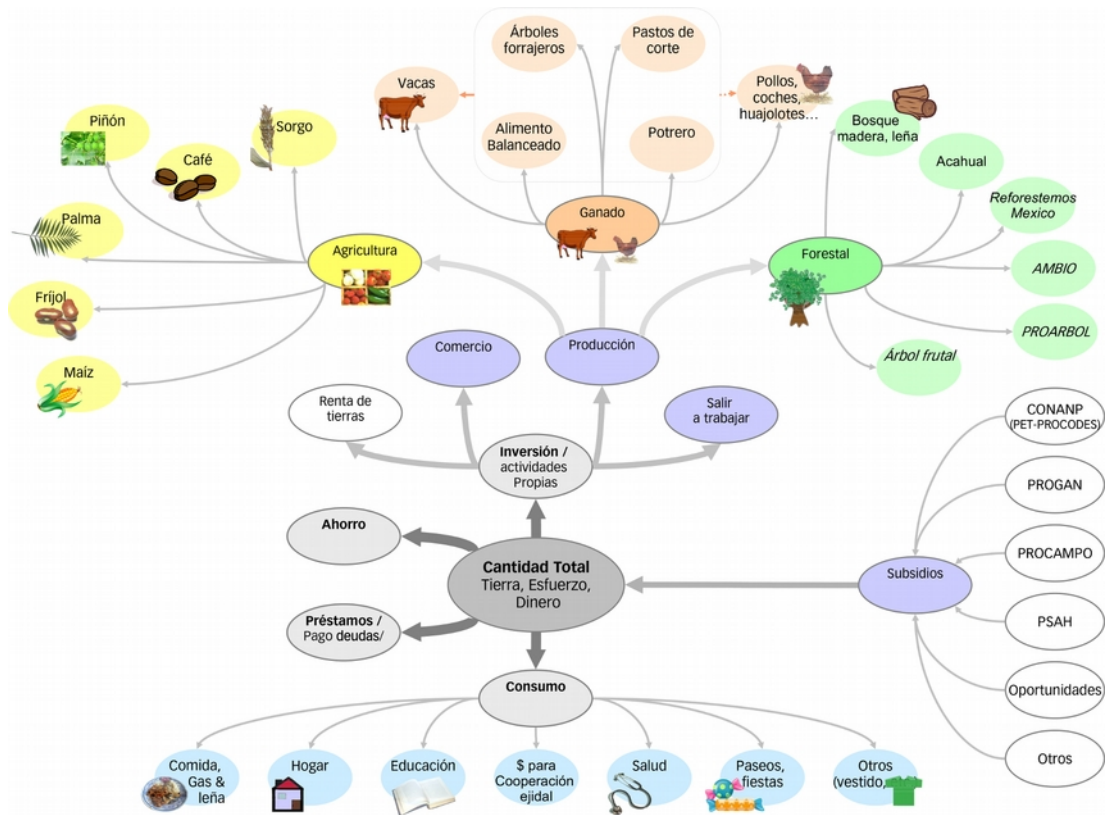 Árboles
forrajeros
Pastos de
corte
Vacas
Pollos,
coches,
huajolotes...
Alimento
Balanceado
Potrero
Bosque
madera, leña
Piñón
Sorgo
Café
Acahual
Reforestemos
Mexico
Palma
Ganado
Agricultura
Forestal
AMBIO
Fríjol
PROARBOL
Comercio
Producción
Árbol frutal
Maíz
Renta de
tierras
Salir
a trabajar
CONANP
(PET-PROCODES)
Inversión /
actividades
Propias
PROGAN
Ahorro
PROCAMPO
Cantidad Total
Tierra, Esfuerzo,
Dinero
Subsidios
Préstamos /
Pago deudas/
PSAH
Consumo
Oportunidades
Otros
Comida,
Gas &
leña
Hogar
Educación
$ para
Cooperación
ejidal
Salud
Paseos,
fiestas
Otros
(vestido,